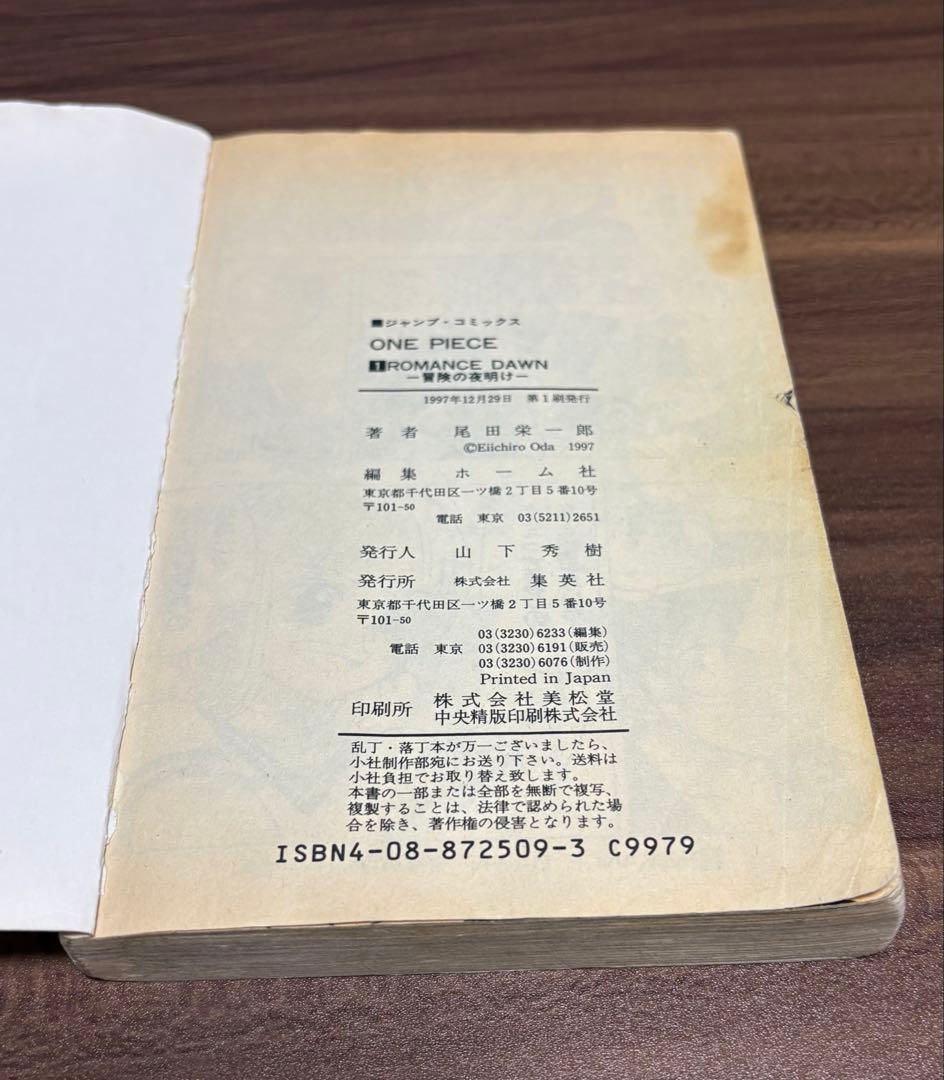 ■ジャンプ・コミックス
ONE PIECE
1 ROMANCE DAWN
―冒険の夜明け―
1997年12月29日 第1刷発行
著者 尾田栄一郎
©Eiichiro Oda 1997
編集 ホーム社
東京都千代田区一ツ橋2丁目5番10号
〒101-50
電話 東京 03(5211)2651
発行人 山下秀樹
発行所 株式会社 集英社
東京都千代田区一ツ橋2丁目5番10号
〒101-50
03(3230)6233(編集)
電話 東京 03(3230)6191(販売)
03(3230)6076(制作)
Printed in Japan
印刷所 株式会社美松堂
中央精版印刷株式会社
乱丁・落丁本が万一ございましたら、
小社制作部宛にお送り下さい。送料は
小社負担でお取り替え致します。
本書の一部または全部を無断で複写、
複製することは、法律で認められた場
合を除き、著作権の侵害となります。
ISBN4-08-872509-3 C9979